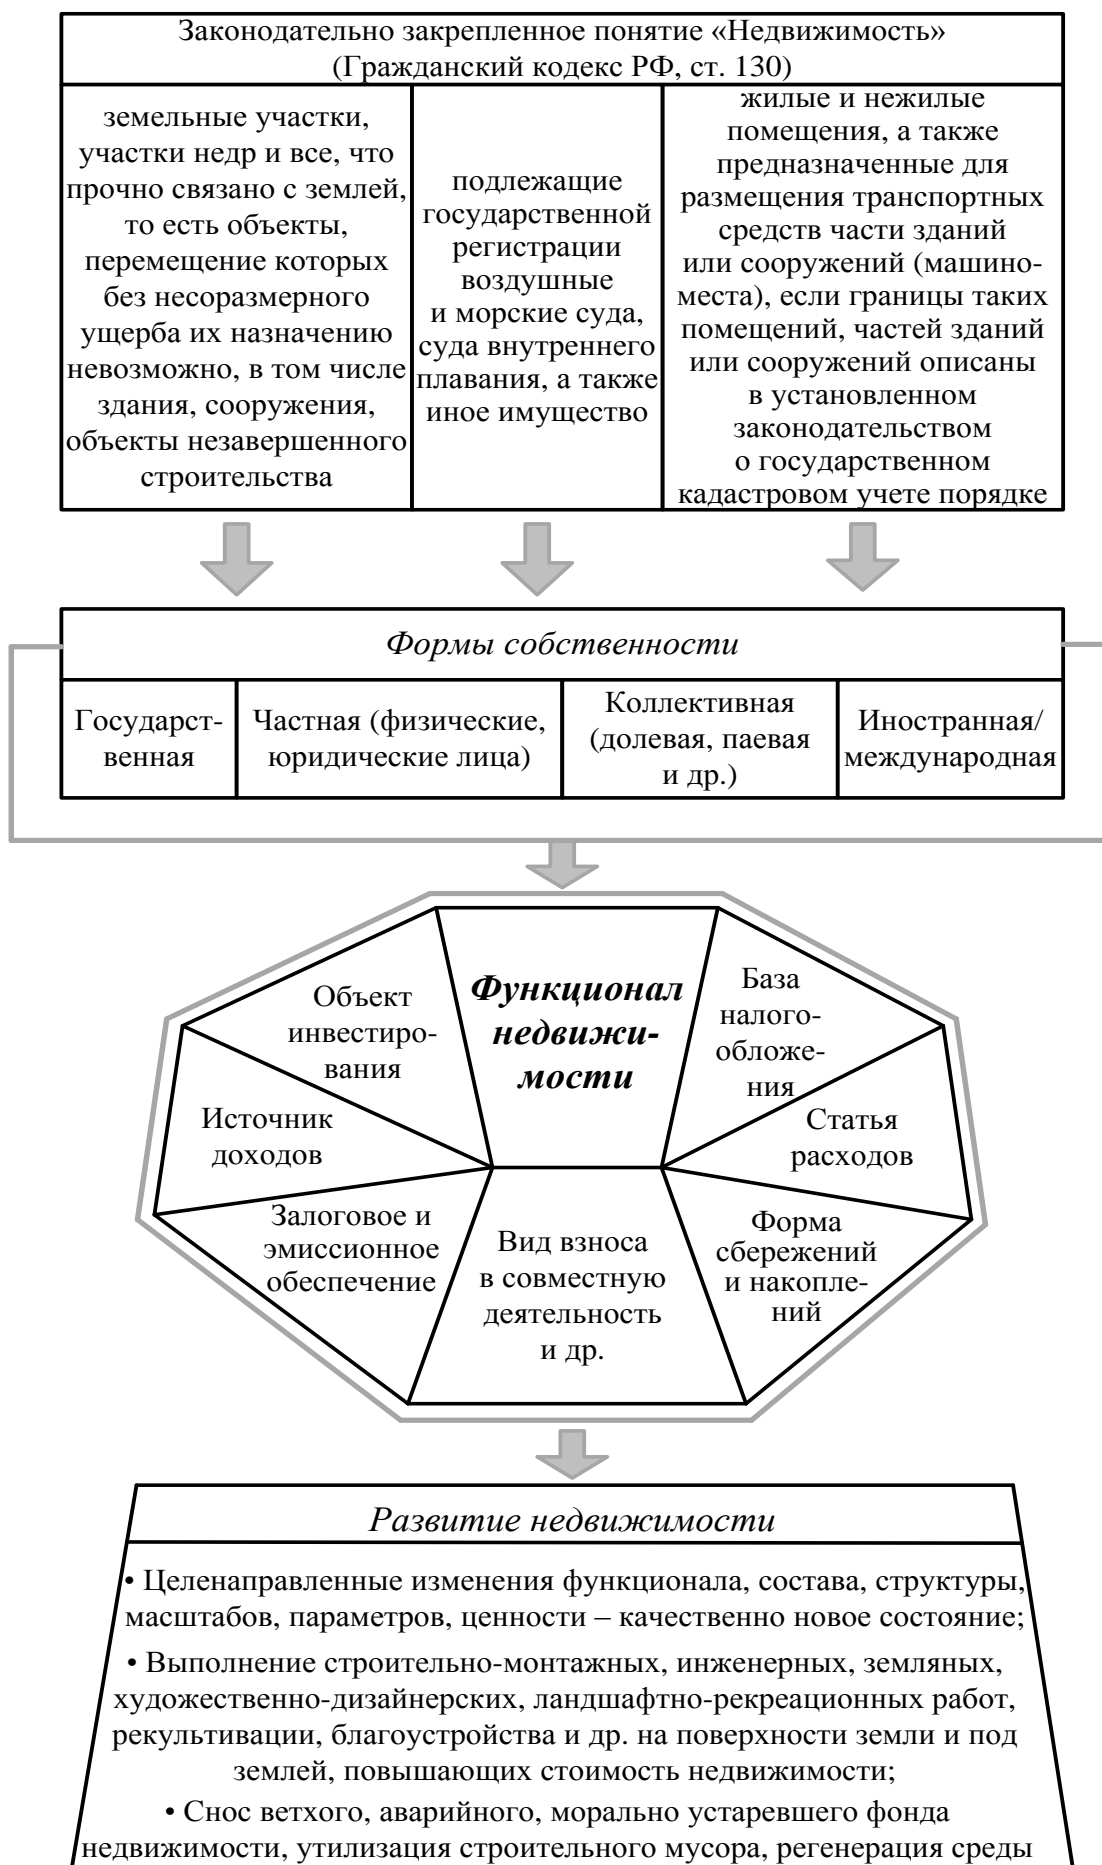 Законодательно закрепленное понятие «Недвижимость»
(Гражданский кодекс РФ, ст. 130)
земельные участки,
участки недр и все, что
прочно связано с землей,
то есть объекты,
перемещение которых
без несоразмерного
ущерба их назначению
невозможно, в том числе
здания, сооружения,
объекты незавершенного
строительства
подлежащие
государственной
регистрации
воздушные
и морские суда,
суда внутреннего
плавания, а также
иное имущество
жилые и нежилые
помещения, а также
предназначенные для
размещения транспортных
средств части зданий
или сооружений (машино-
места), если границы таких
помещений, частей зданий
или сооружений описаны
в установленном
законодательством
о государственном
кадастровом учете порядке
Формы собственности
Государст-
венная
Частная (физические,
юридические лица)
Коллективная
(долевая, паевая
и др.)
Иностранная/
международная
Функционал
недвижи-
мости
База
налого-
обложе-
ния
Статья
расходов
Форма
сбережений
и накопле-
ний
Вид взноса
в совместную
деятельность
и др.
Залоговое и
эмиссионное
обеспечение
Источник
доходов
Объект
инвестиро-
вания
Развитие недвижимости
• Целенаправленные изменения функционала, состава, структуры,
масштабов, параметров, ценности – качественно новое состояние;
• Выполнение строительно-монтажных, инженерных, земляных,
художественно-дизайнерских, ландшафтно-рекреационных работ,
рекультивации, благоустройства и др. на поверхности земли и под
землей, повышающих стоимость недвижимости;
• Снос ветхого, аварийного, морально устаревшего фонда
недвижимости, утилизация строительного мусора, регенерация среды